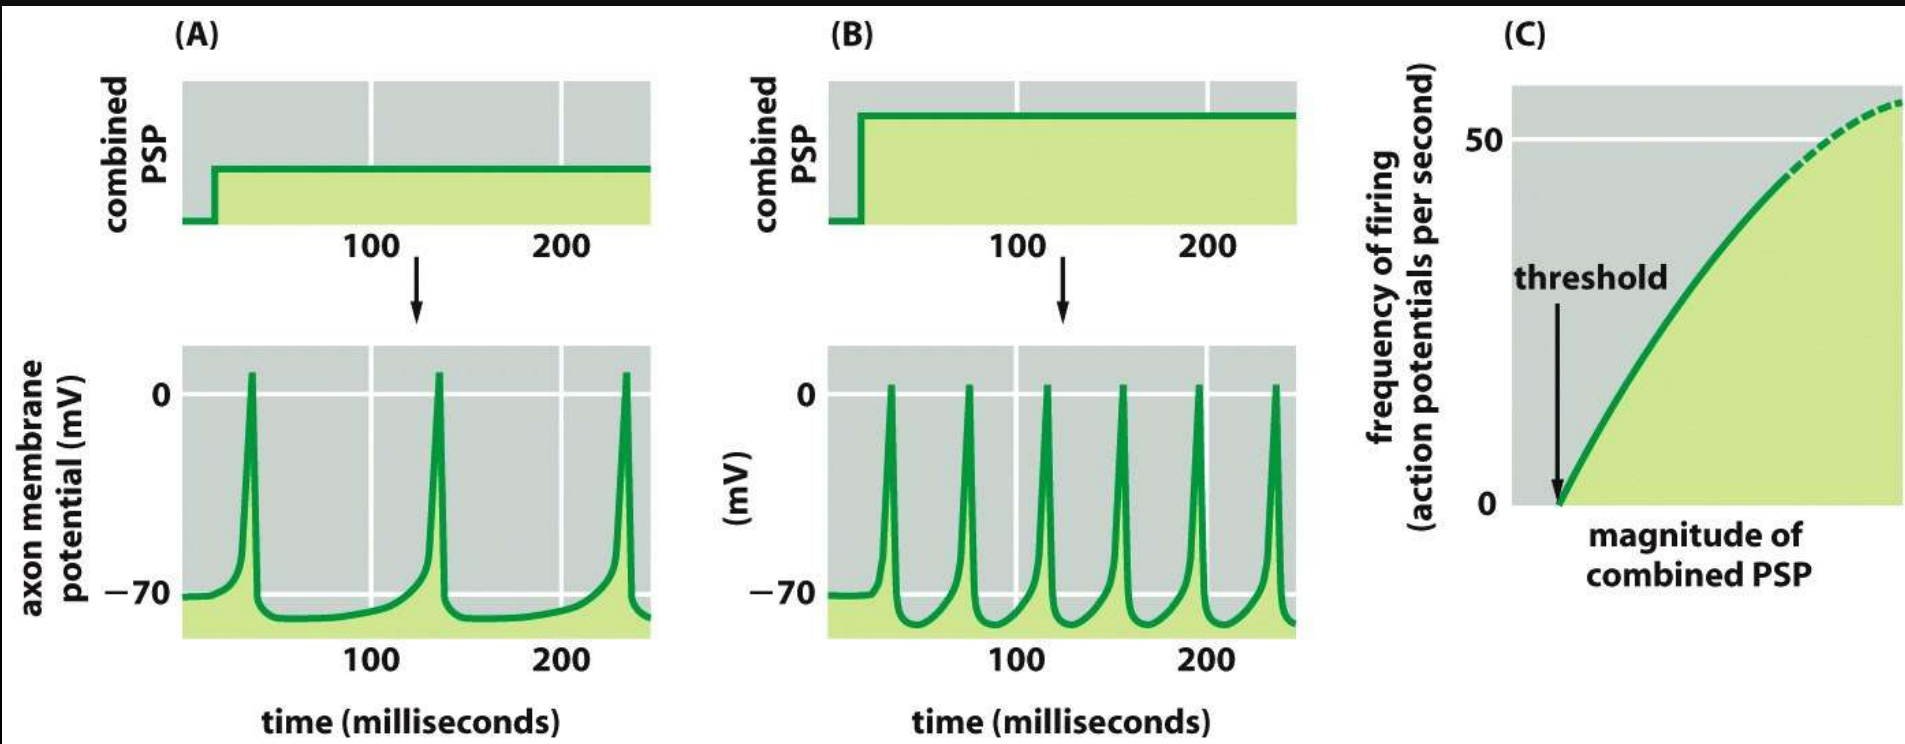 (A)
combined
PSP
100 200
axon membrane
potential (mV)
0
−70
100 200
time (milliseconds)
(B)
combined
PSP
100 200
(mV)
0
−70
100 200
time (milliseconds)
(C)
frequency of firing
(action potentials per second)
50
threshold
0
magnitude of
combined PSP